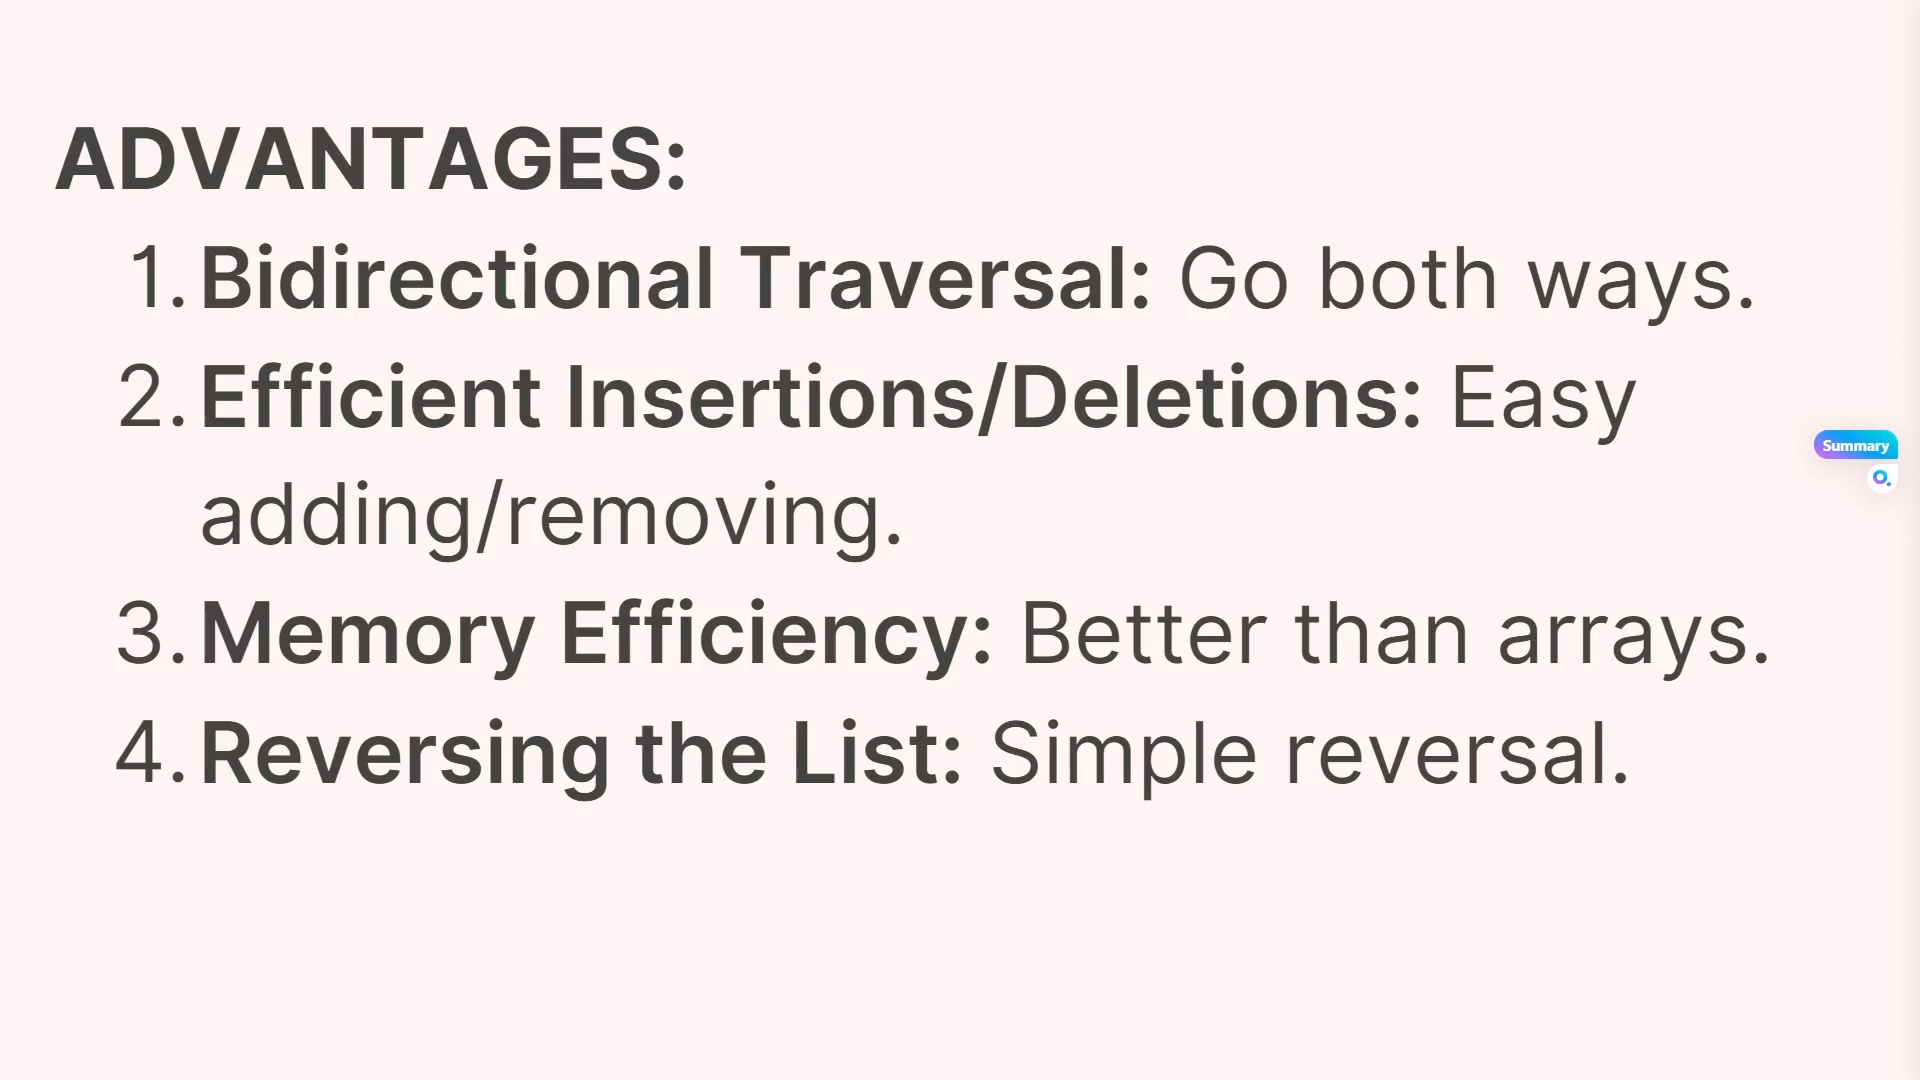 ADVANTAGES:
1. Bidirectional Traversal: Go both ways.
2. Efficient Insertions/Deletions: Easy
adding/removing.
3. Memory Efficiency: Better than arrays.
4. Reversing the List: Simple reversal.
Summary